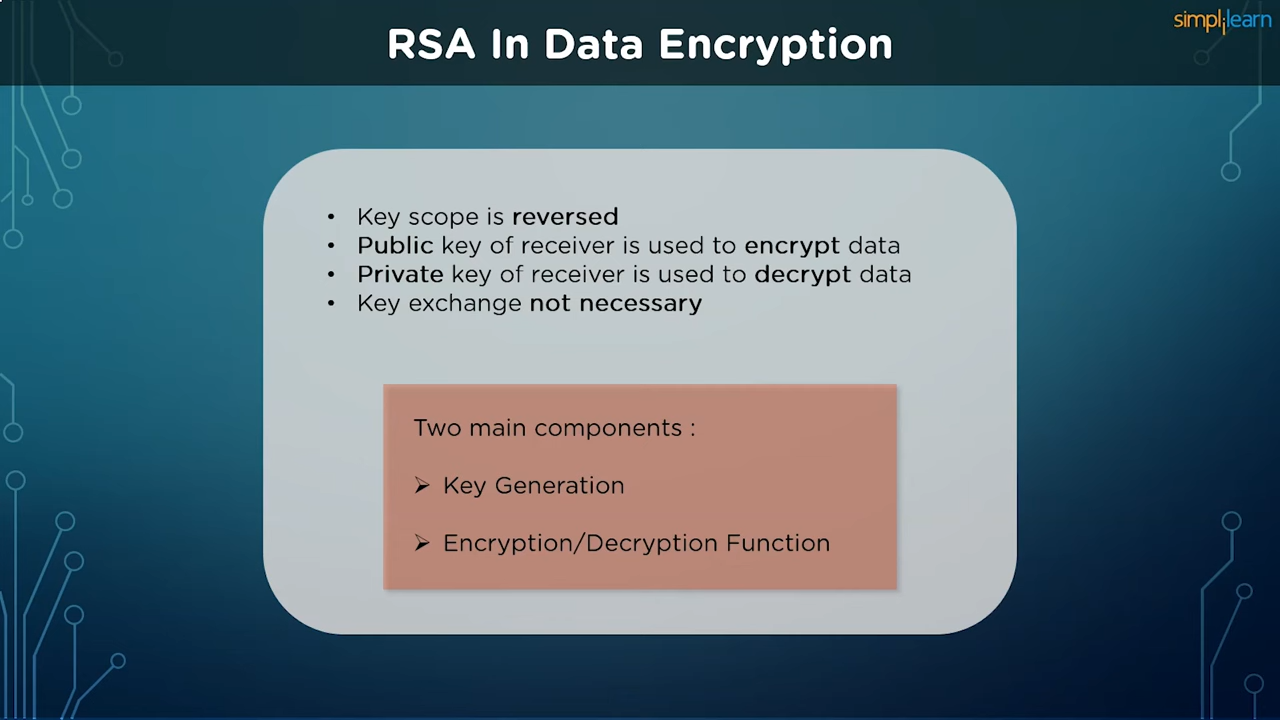 simplilearn
RSA In Data Encryption
• Key scope is reversed
• Public key of receiver is used to encrypt data
• Private key of receiver is used to decrypt data
• Key exchange not necessary
Two main components :
➢ Key Generation
➢ Encryption/Decryption Function